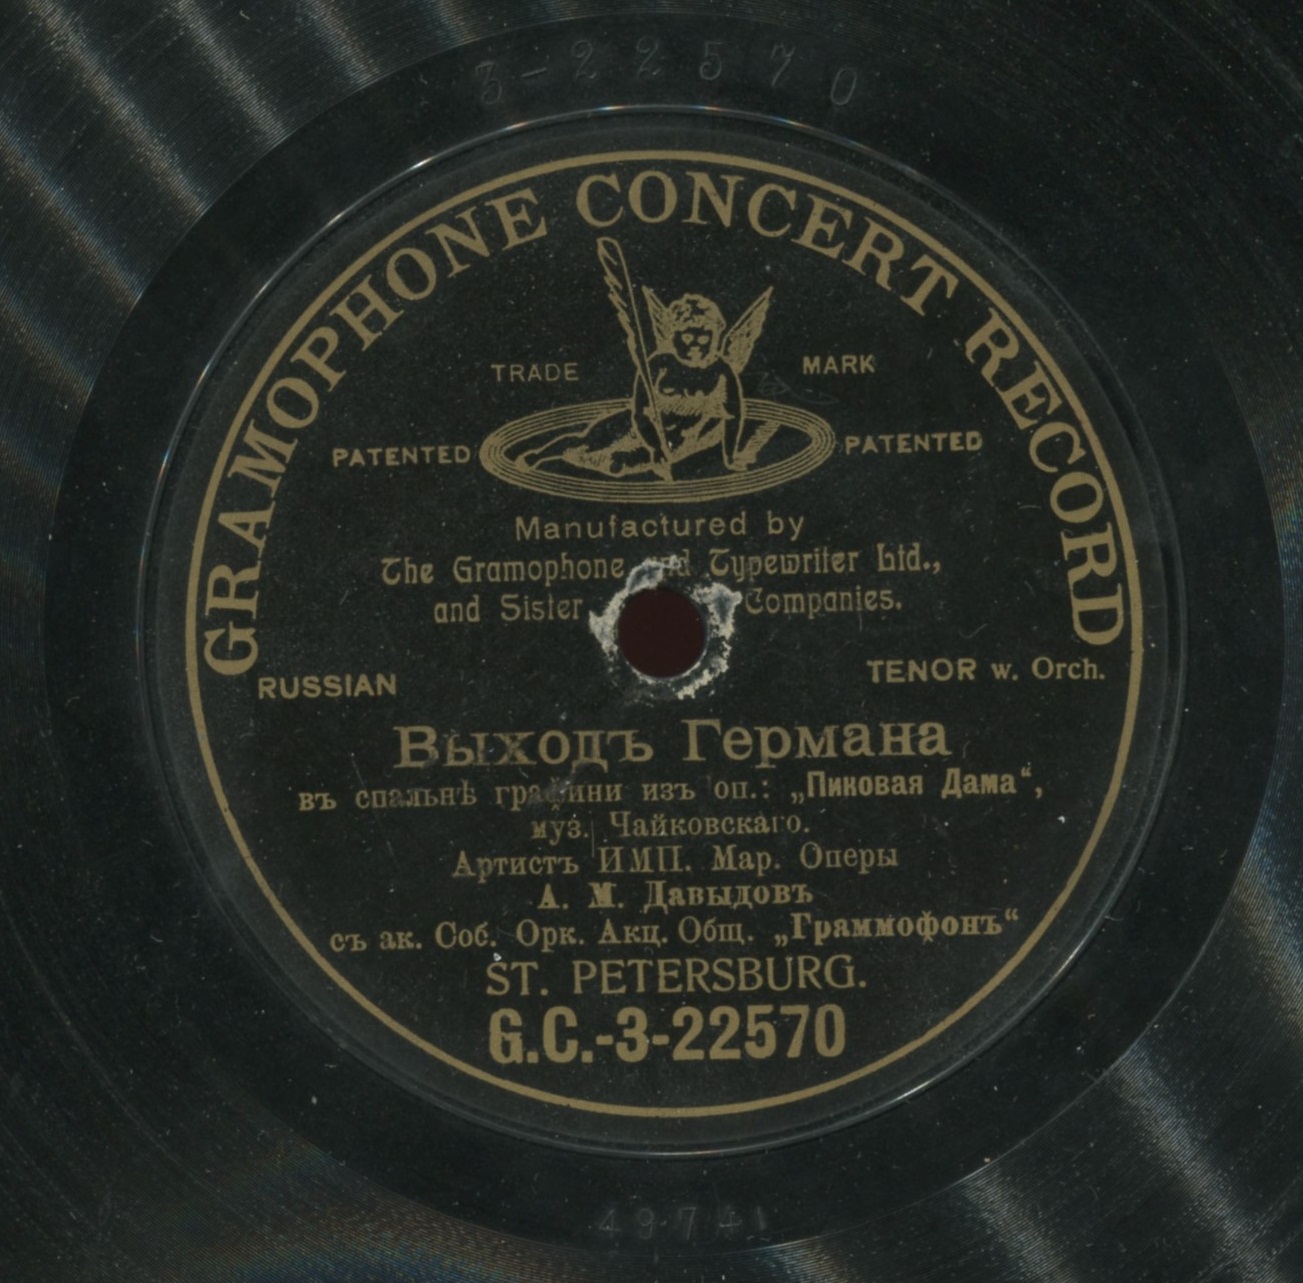 3-22570
GRAMOPHONE CONCERT RECORD
TRADE MARK
PATENTED PATENTED
Manufactured by
The Gramophone and Typewriter Ltd.,
and Sister Companies.
RUSSIAN TENOR w. Orch.
Выходъ Германа
въ спальнѣ графини изъ оп.: „Пиковая Дама“,
муз. Чайковскаго.
Артистъ ИМП. Мар. Оперы
А. М. Давыдовъ
съ ак. Соб. Орк. Акц. Общ. „Граммофонъ“
ST. PETERSBURG.
G.C.-3-22570